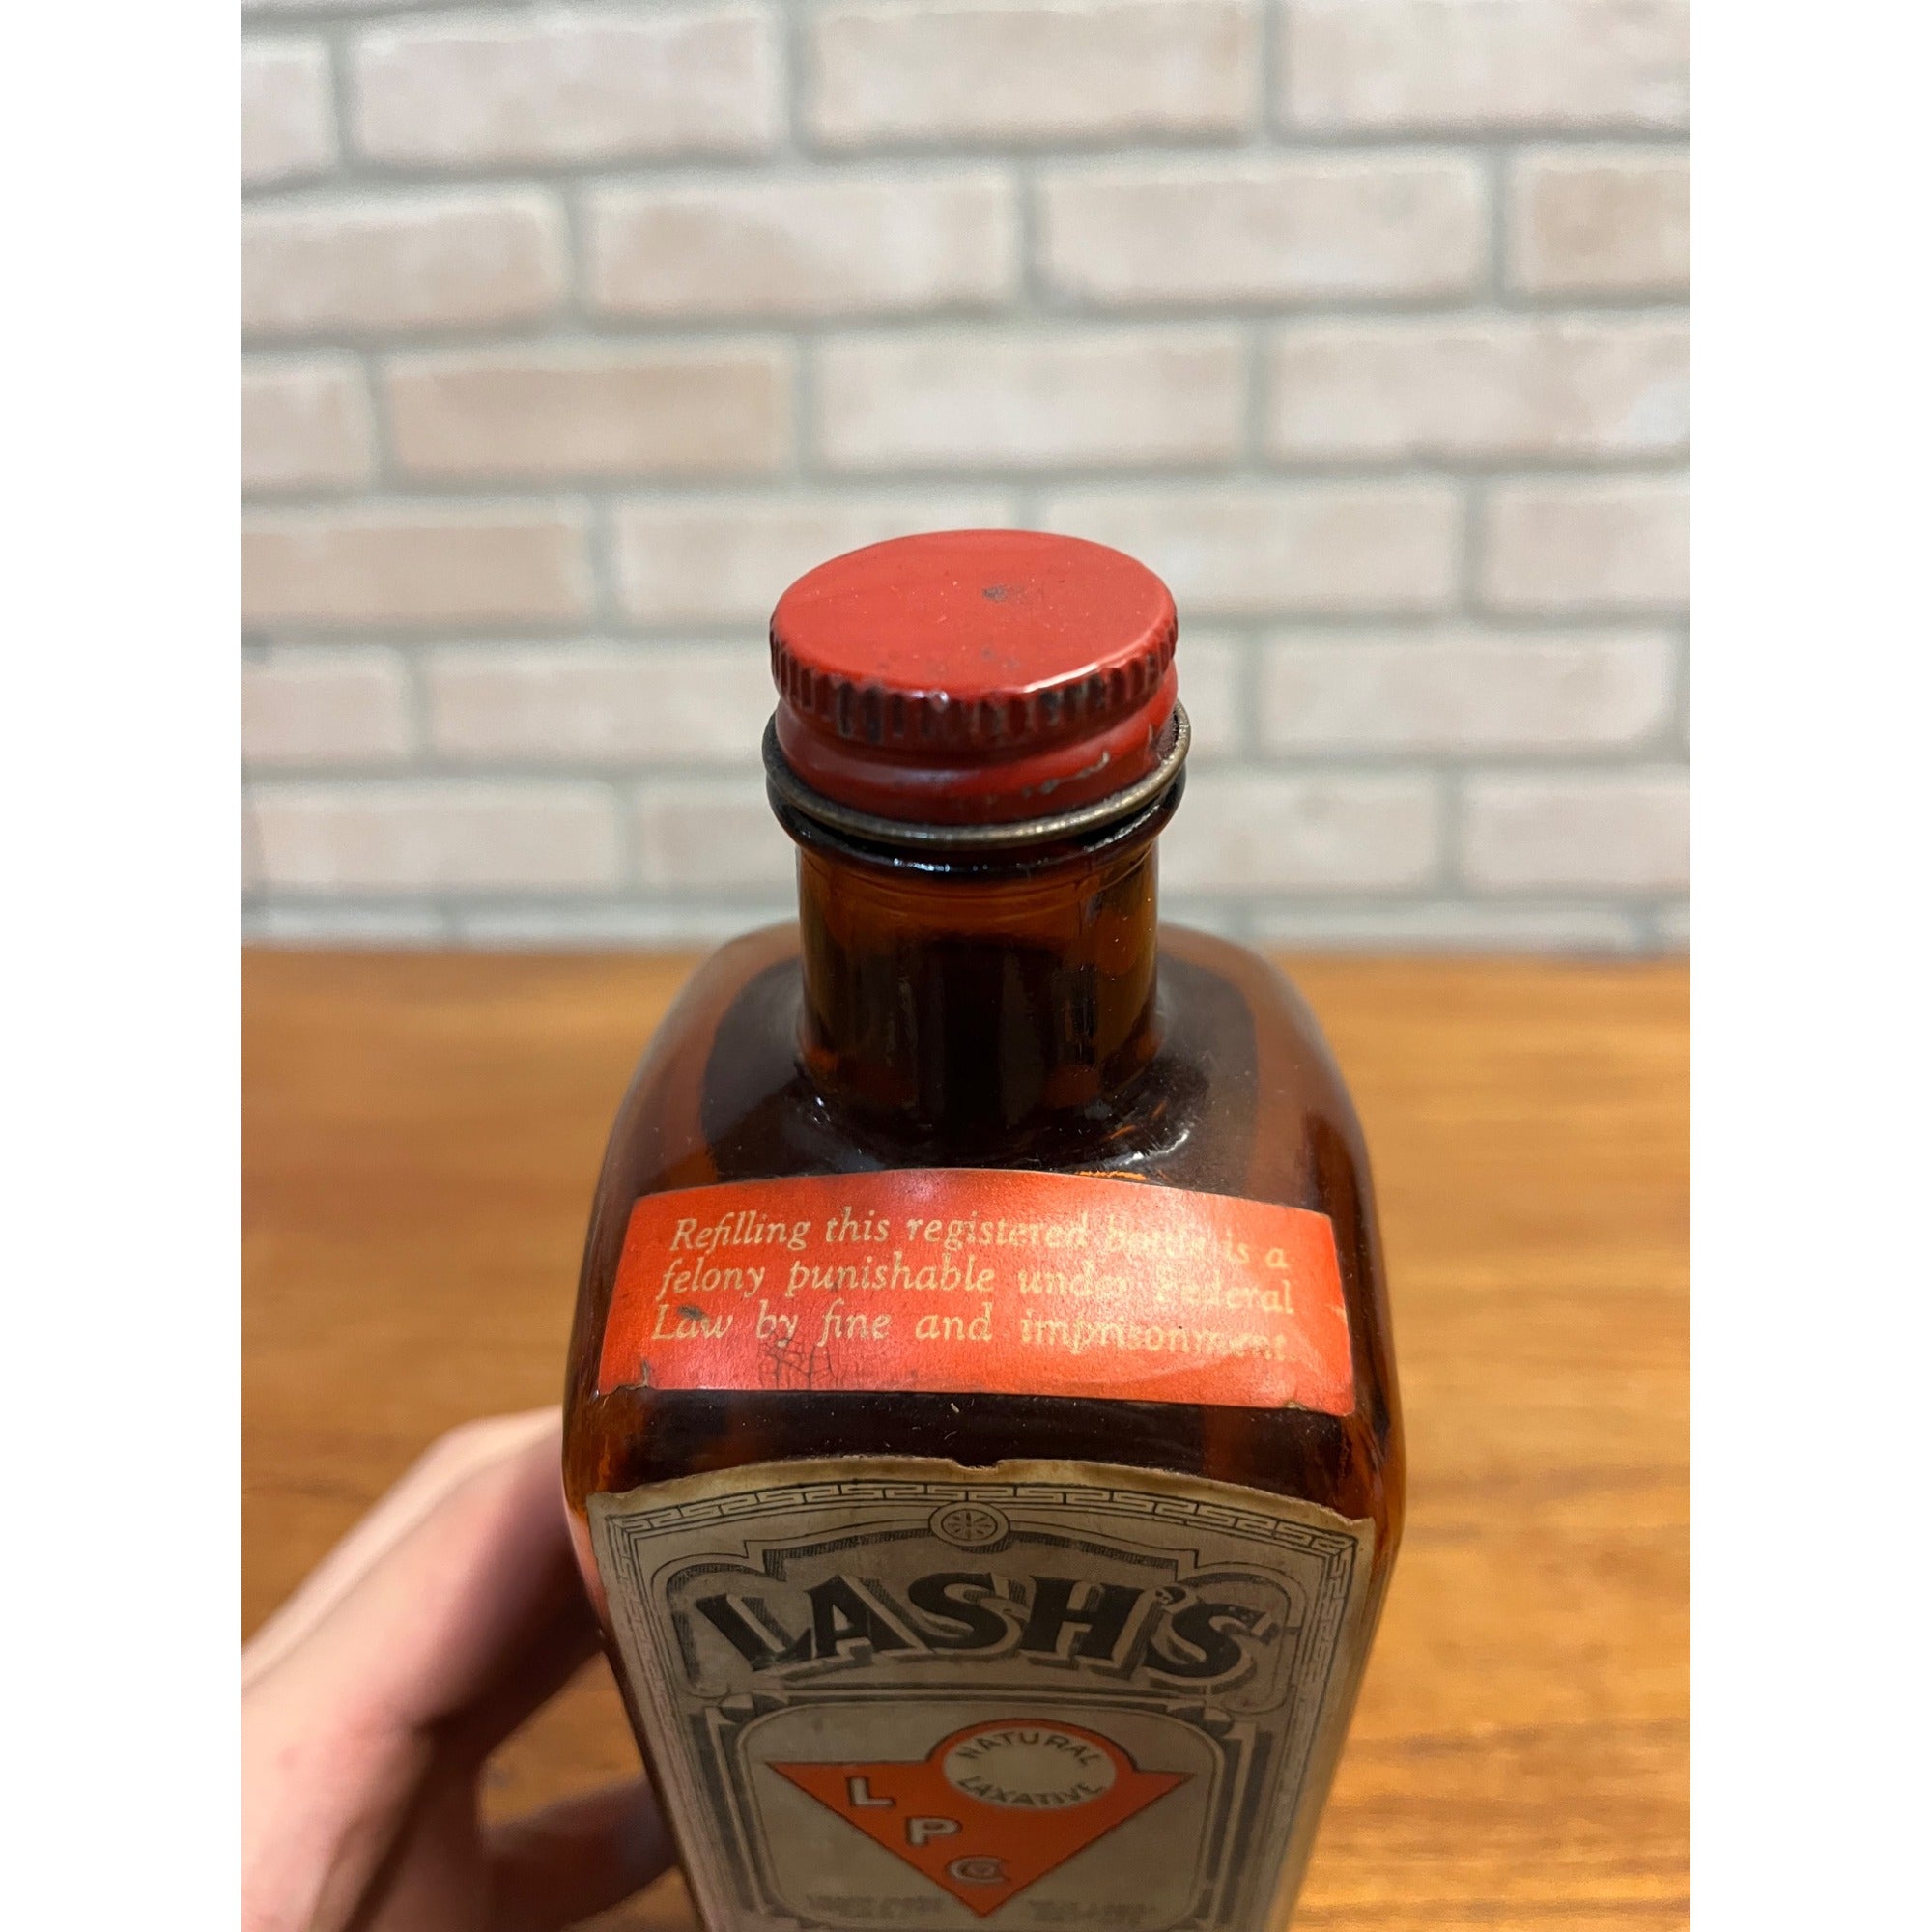 Refilling this registered bottle is a
felony punishable under Federal
Law by fine and imprisonment
LASH'S
NATURAL
LAXATIVE
L
P
C